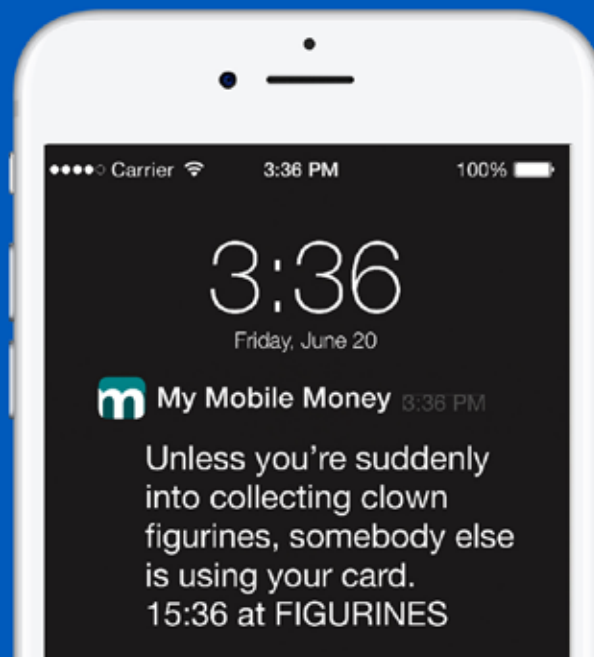 Carrier 3:36 PM 100%
3:36
Friday, June 20
m My Mobile Money 3:36 PM
Unless you’re suddenly
into collecting clown
figurines, somebody else
is using your card.
15:36 at FIGURINES